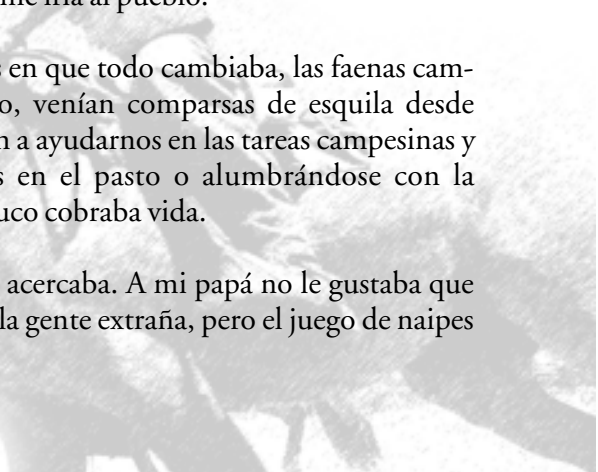 me iría al pueblo.
en que todo cambiaba, las faenas cam-
venían comparsas de esquila desde
a ayudarnos en las tareas campesinas y
en el pasto o alumbrándose con la
cobraba vida.
acercaba. A mi papá no le gustaba que
la gente extraña, pero el juego de naipes